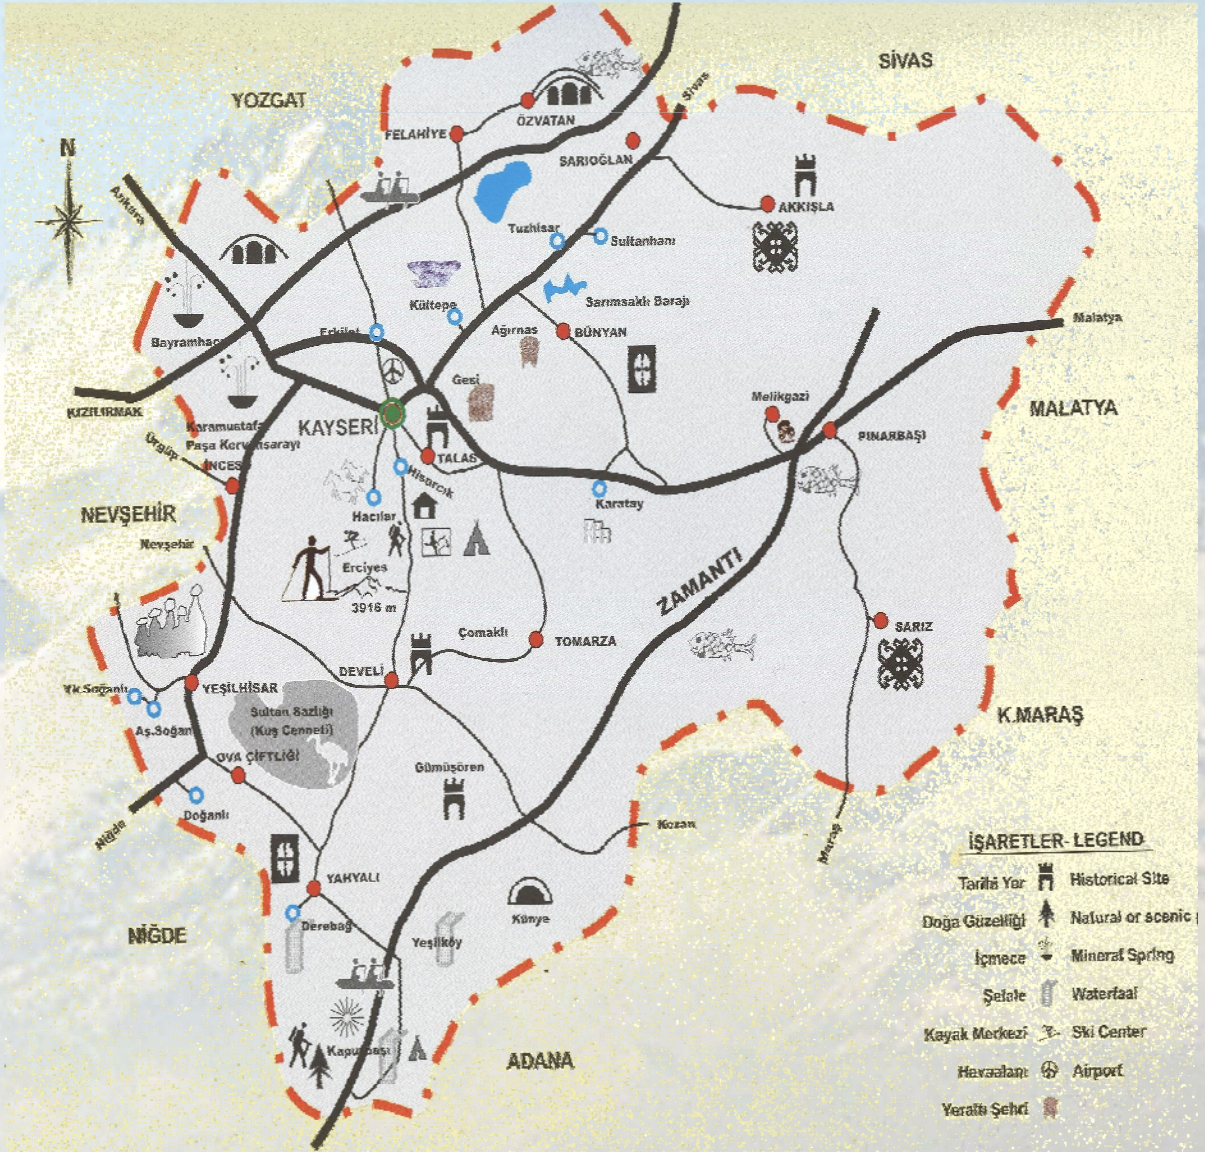 SİVAS
YOZGAT
Sivas
ÖZVATAN
FELAHİYE
SARIOĞLAN
N
Ankara
AKKIŞLA
Tuzhisar
Sultanhanı
Kültepe
Sarımsaklı Barajı
Erkilet
Ağırnas
BÜNYAN
Malatya
Gesi
KIZILIRMAK
Melikgazi
MALATYA
Karamustafa
Paşa Kervansarayı
KAYSERİ
PINARBAŞI
Ürgüp
İNCESU
TALAS
Hisarcık
NEVŞEHİR
Hacılar
Karatay
Nevşehir
Erciyes
3916 m
ZAMANTI
Çomaklı
TOMARZA
SARIZ
DEVELİ
Yk.Soğanlı
YEŞİLHİSAR
Aş.Soğan
Sultan Sazlığı
(Kuş Cenneti)
K.MARAŞ
OVA ÇİFTLİĞİ
Gümüşören
Doğanlı
Niğde
Kozan
Maraş
YAHYALI
Derebağ
Künye
Yeşilköy
NİĞDE
Kapuzbaşı
ADANA
İŞARETLER- LEGEND
Tarihi Yer Historical Site
Doğa Güzelliği Natural or scenic
İçmece Mineral Spring
Şelale Waterfaal
Kayak Merkezi Ski Center
Havaalanı Airport
Yeraltı Şehri